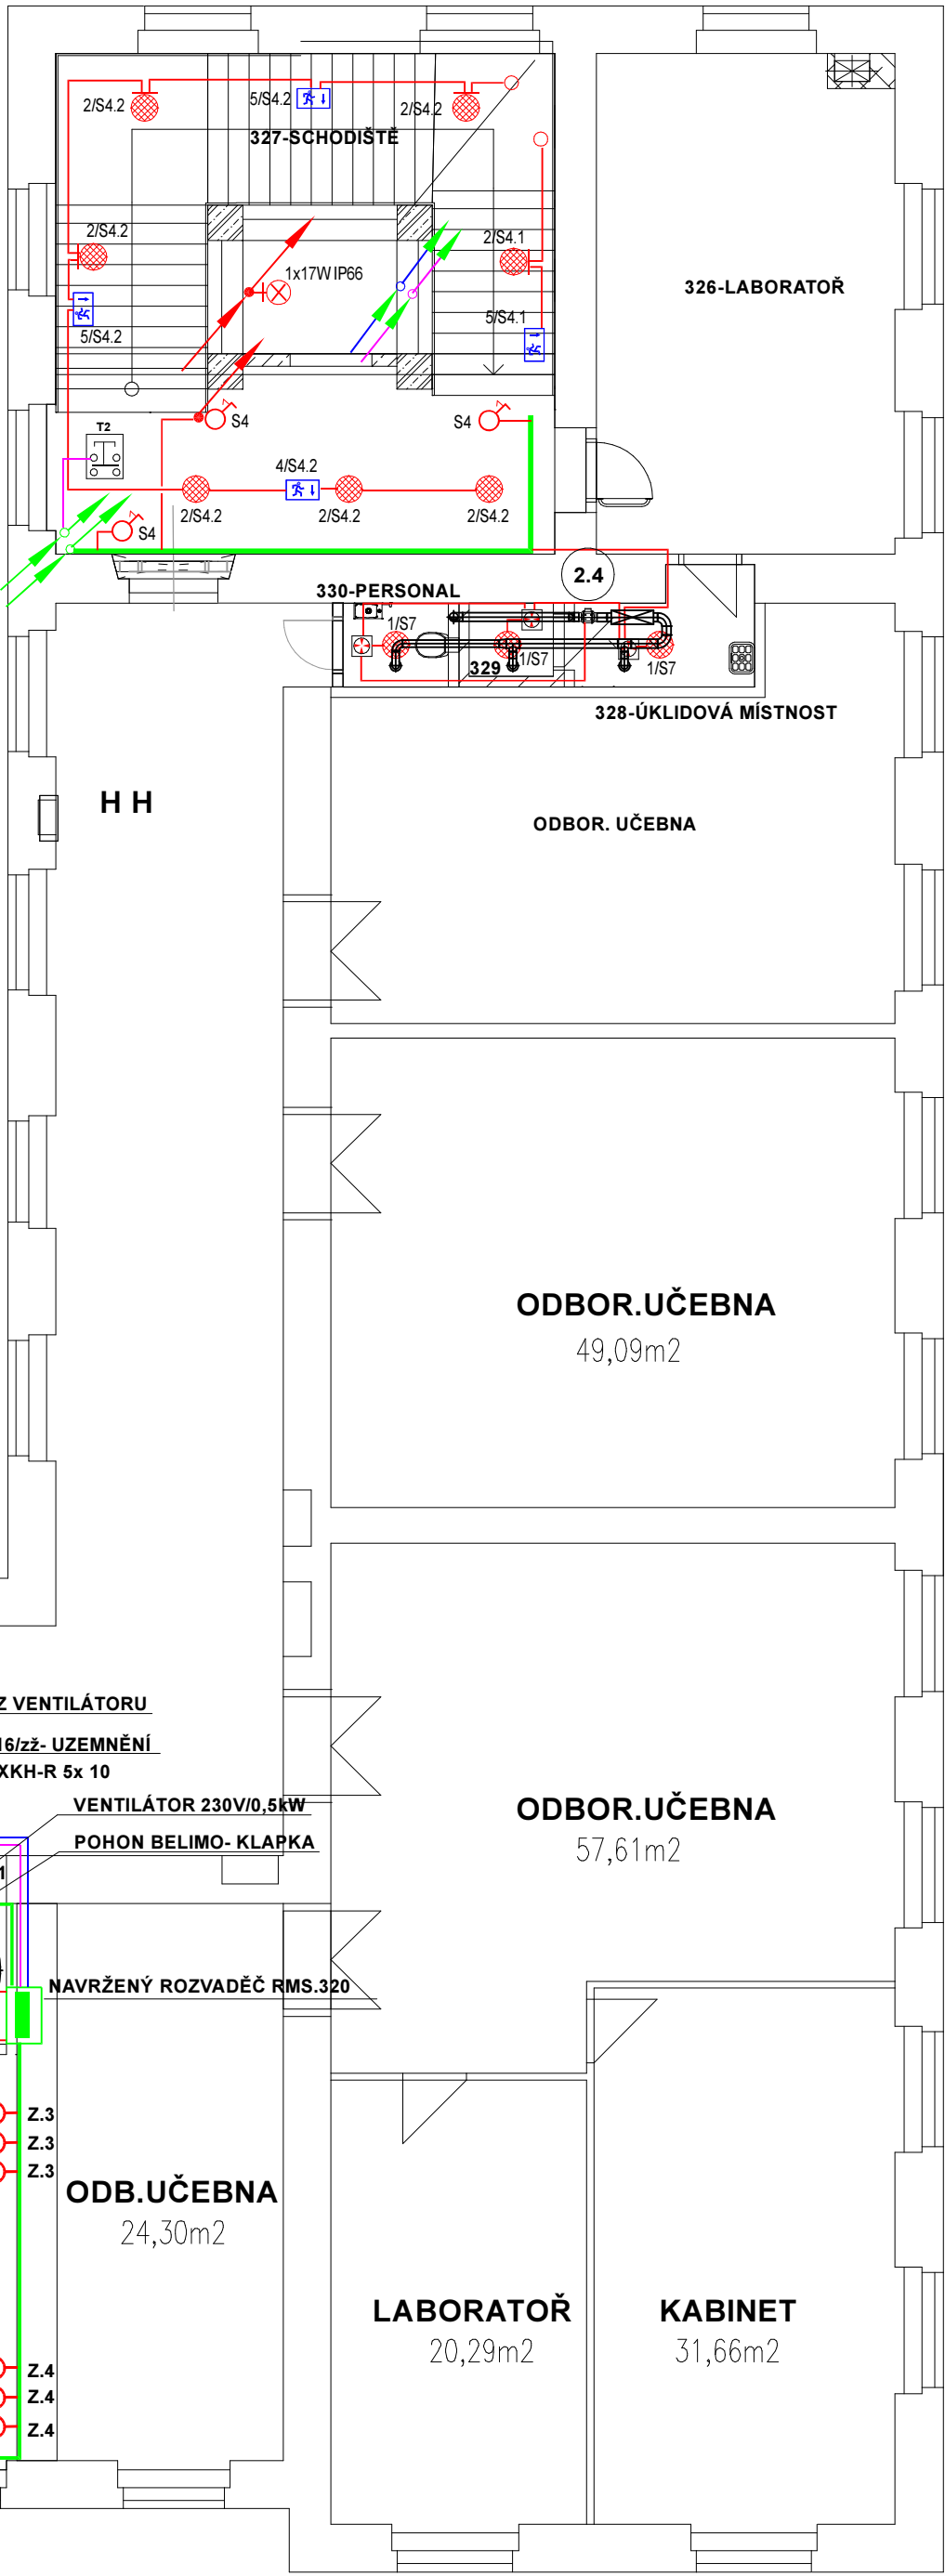 2/S4.2
5/S4.2
2/S4.2
327-SCHODIŠTĚ
2/S4.2
2/S4.1
1x17W IP66
326-LABORATOŘ
5/S4.2
5/S4.1
T2
S4
S4
4/S4.2
2/S4.2
2/S4.2
2/S4.2
S4
2.4
330-PERSONAL
1/S7
329
1/S7
1/S7
328-ÚKLIDOVÁ MÍSTNOST
H H
ODBOR. UČEBNA
ODBOR.UČEBNA
49,09m2
Z VENTILÁTORU
16/zž- UZEMNĚNÍ
XKH-R 5x 10
VENTILÁTOR 230V/0,5kW
ODBOR.UČEBNA
57,61m2
POHON BELIMO- KLAPKA
1
NAVRŽENÝ ROZVADĚČ RMS.320
Z.3
Z.3
Z.3
ODB.UČEBNA
24,30m2
LABORATOŘ
20,29m2
KABINET
31,66m2
Z.4
Z.4
Z.4